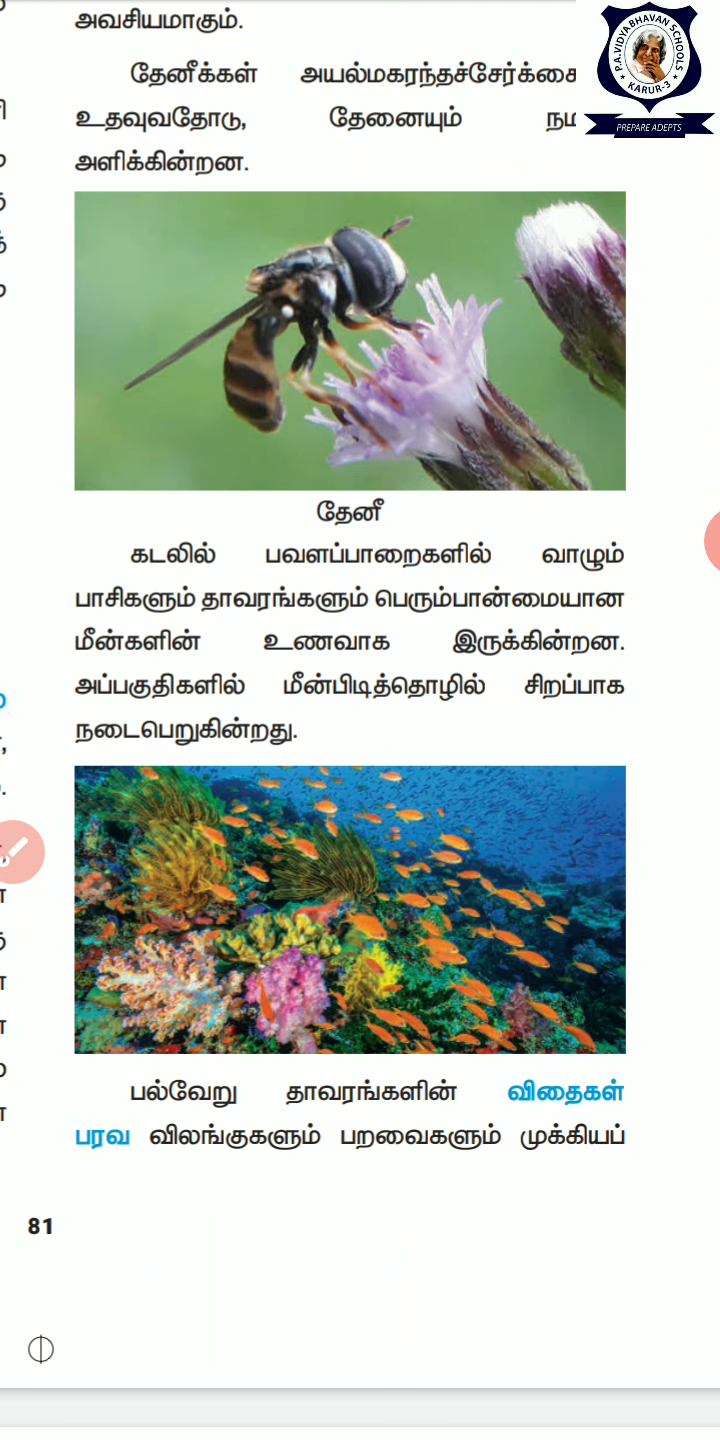 அவசியமாகும்.
P.A.VIDYA BHAVAN SCHOOLS
KARUR-3
PREPARE ADEPTS
தேனீக்கள் அயல்மகரந்தச்சேர்க்கை
உதவுவதோடு, தேனையும்
அளிக்கின்றன.
தேனீ
கடலில் பவளப்பாறைகளில் வாழும்
பாசிகளும் தாவரங்களும் பெரும்பான்மையான
மீன்களின் உணவாக இருக்கின்றன.
அப்பகுதிகளில் மீன்பிடித்தொழில் சிறப்பாக
நடைபெறுகின்றது.
பல்வேறு தாவரங்களின் விதைகள்
பரவ விலங்குகளும் பறவைகளும் முக்கியப்
81